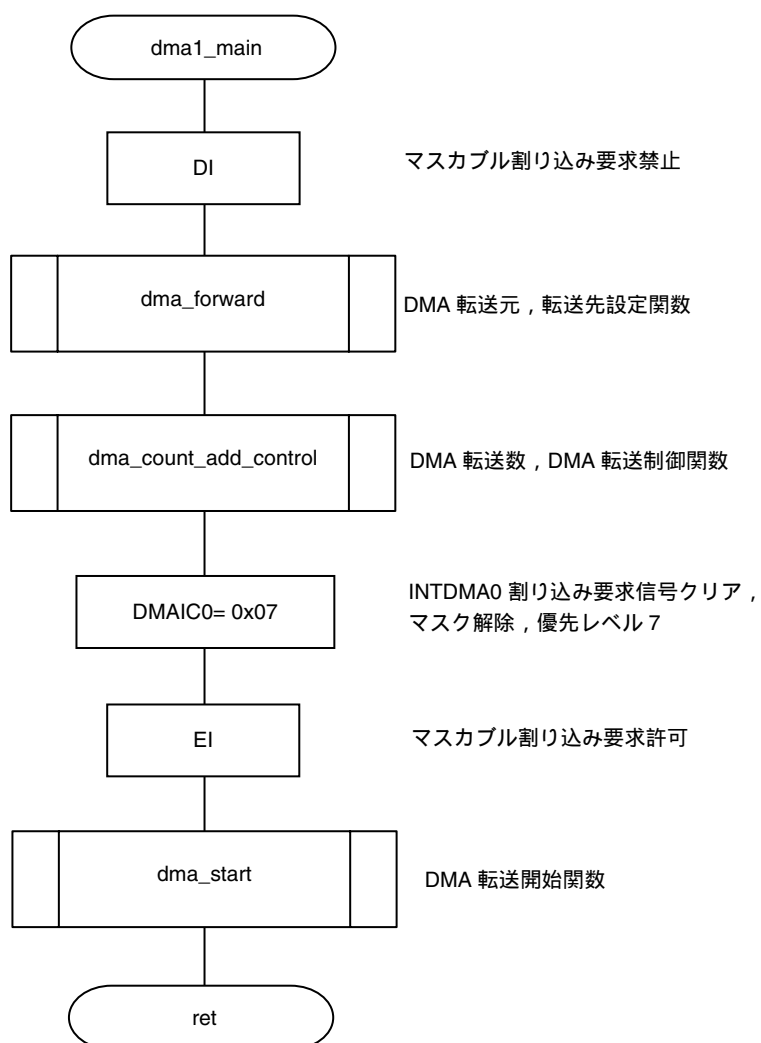 dma1_main
DI
マスカブル割り込み要求禁止
dma_forward
DMA 転送元，転送先設定関数
dma_count_add_control
DMA 転送数，DMA 転送制御関数
DMAIC0= 0x07
INTDMA0 割り込み要求信号クリア，
マスク解除，優先レベル 7
EI
マスカブル割り込み要求許可
dma_start
DMA 転送開始関数
ret